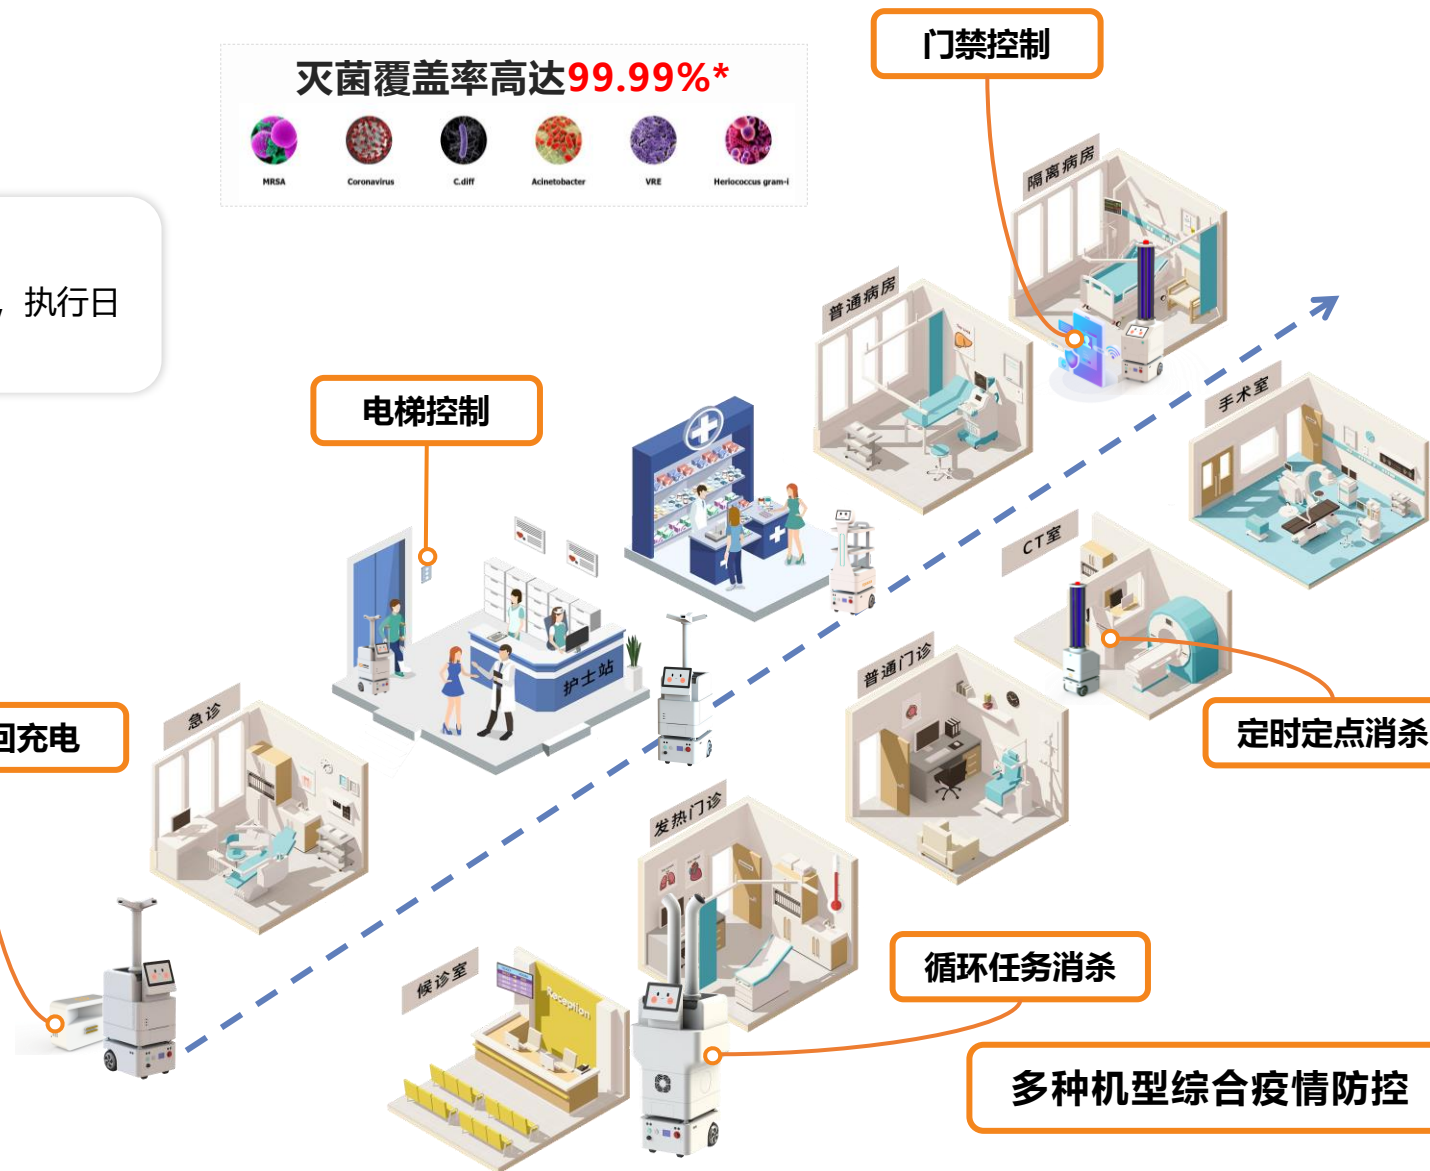 门禁控制
灭菌覆盖率高达99.99%*
MRSA
Coronavirus
C.diff
Acinetobacter
VRE
Heriococcus gram-i
隔离病房
，执行日
普通病房
电梯控制
手术室
CT室
护士站
普通门诊
急诊
回充电
定时定点消杀
发热门诊
候诊室
Reception
循环任务消杀
多种机型综合疫情防控